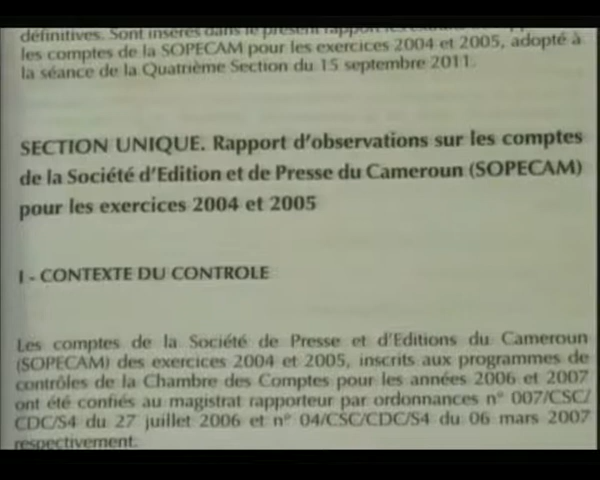 définitives. Sont insérés dans le présent rapport les
les comptes de la SOPECAM pour les exercices 2004 et 2005, adopté à
la séance de la Quatrième Section du 15 septembre 2011.
SECTION UNIQUE. Rapport d'observations sur les comptes
de la Société d'Edition et de Presse du Cameroun (SOPECAM)
pour les exercices 2004 et 2005
I - CONTEXTE DU CONTROLE
Les comptes de la Société de Presse et d'Editions du Cameroun
(SOPECAM) des exercices 2004 et 2005, inscrits aux programmes de
contrôles de la Chambre des Comptes pour les années 2006 et 2007
ont été confiés au magistrat rapporteur par ordonnances n° 007/CSC/
CDC/S4 du 27 juillet 2006 et n° 04/CSC/CDC/S4 du 06 mars 2007
respectivement.